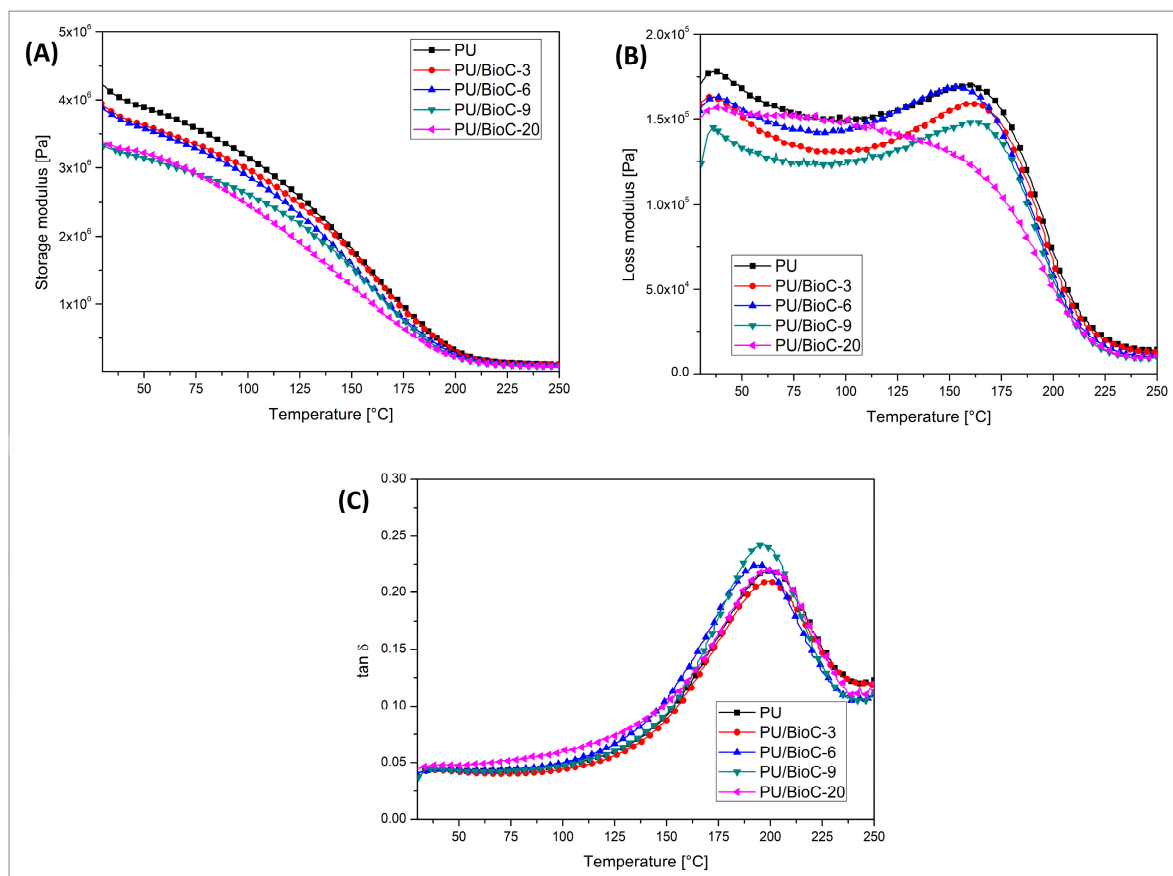 (A)
Storage modulus [Pa]
5x10⁶
4x10⁶
3x10⁶
2x10⁶
1x10⁶
PU
PU/BioC-3
PU/BioC-6
PU/BioC-9
PU/BioC-20
50 75 100 125 150 175 200 225 250
Temperature [°C]
(B)
Loss modulus [Pa]
2.0x10⁵
1.5x10⁵
1.0x10⁵
5.0x10⁴
0.0
PU
PU/BioC-3
PU/BioC-6
PU/BioC-9
PU/BioC-20
50 75 100 125 150 175 200 225 250
Temperature [°C]
(C)
tan δ
0.30
0.25
0.20
0.15
0.10
0.05
0.00
PU
PU/BioC-3
PU/BioC-6
PU/BioC-9
PU/BioC-20
50 75 100 125 150 175 200 225 250
Temperature [°C]